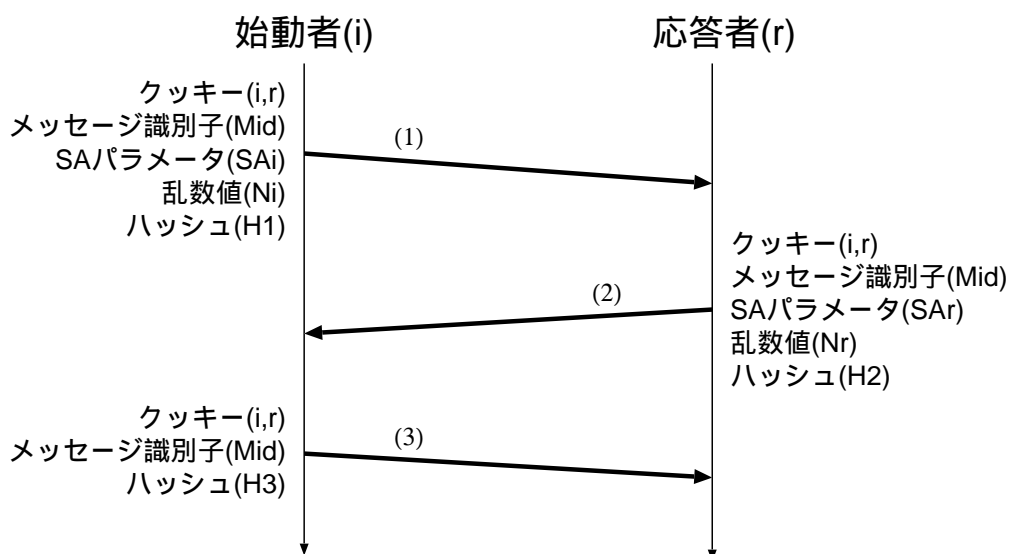 始動者(i)
応答者(r)
クッキー(i,r)
メッセージ識別子(Mid)
SAパラメータ(SAi)
乱数値(Ni)
ハッシュ(H1)
(1)
クッキー(i,r)
メッセージ識別子(Mid)
SAパラメータ(SAr)
乱数値(Nr)
ハッシュ(H2)
(2)
クッキー(i,r)
メッセージ識別子(Mid)
ハッシュ(H3)
(3)